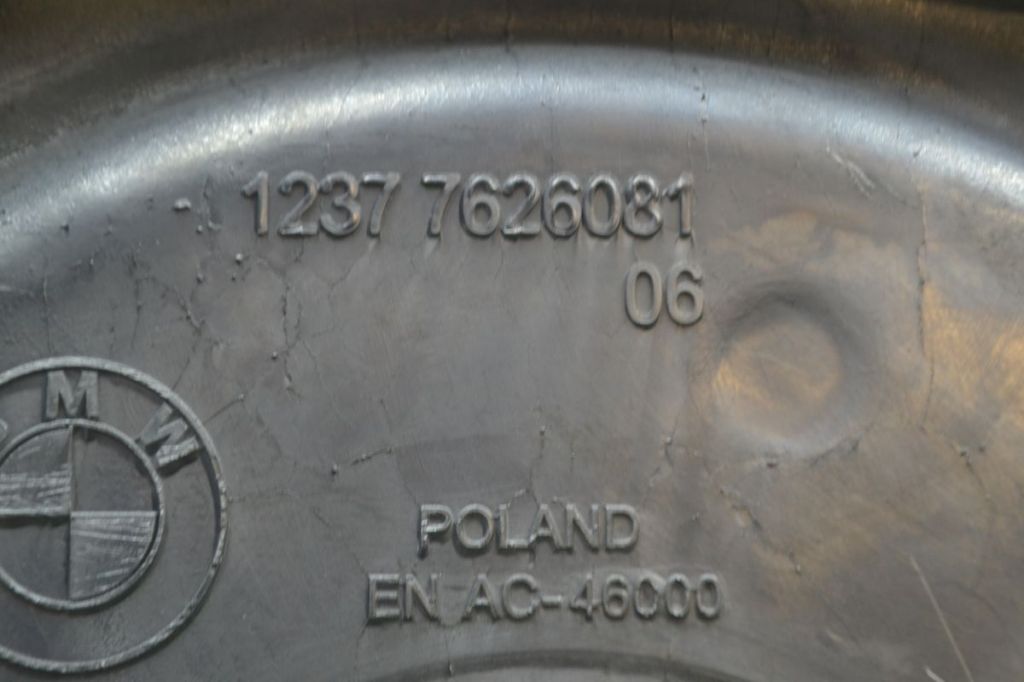 1237 7626081
06
BMW
POLAND
EN AC-46000